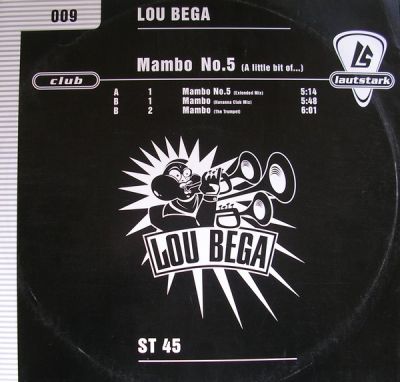 009 LOU BEGA
Mambo No.5 (A little bit of...)
LS
club
lautstark
A 1 Mambo No.5 (Extended Mix) 5:14
B 1 Mambo (Havanna Club Mix) 5:48
B 2 Mambo (The Trumpet) 6:01
LOU BEGA
ST 45